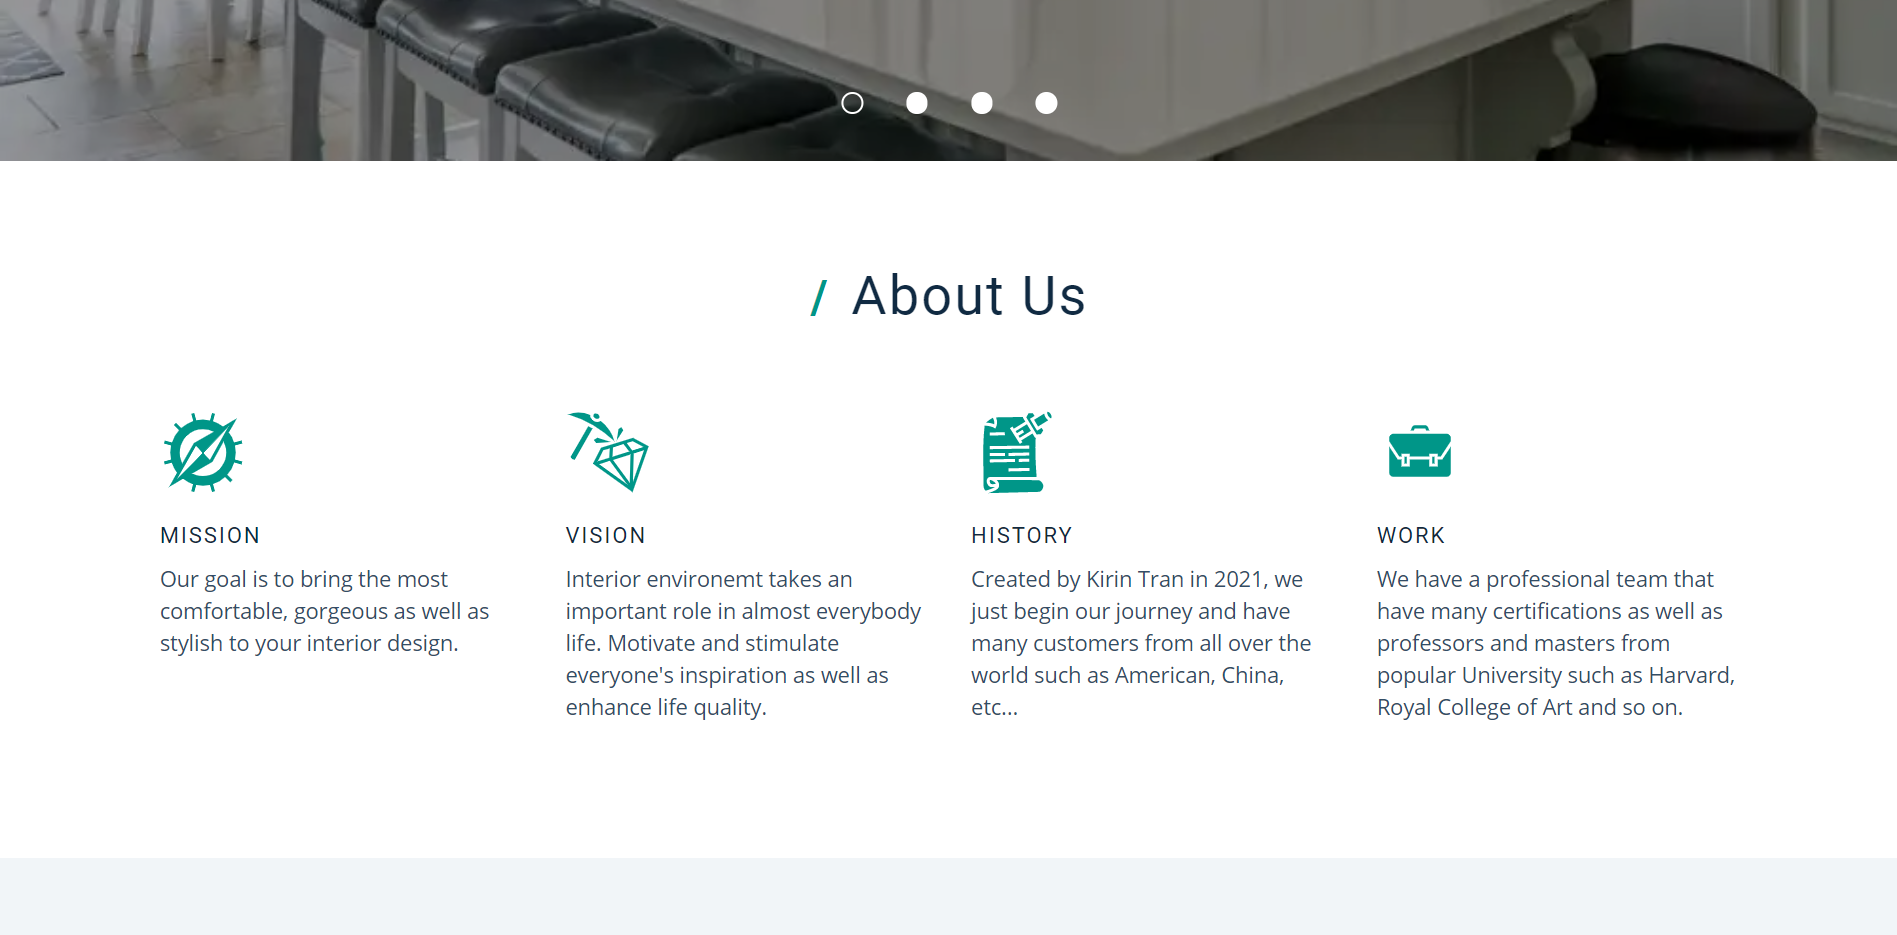 / About Us
MISSION
Our goal is to bring the most
comfortable, gorgeous as well as
stylish to your interior design.
VISION
Interior environemt takes an
important role in almost everybody
life. Motivate and stimulate
everyone's inspiration as well as
enhance life quality.
HISTORY
Created by Kirin Tran in 2021, we
just begin our journey and have
many customers from all over the
world such as American, China,
etc...
WORK
We have a professional team that
have many certifications as well as
professors and masters from
popular University such as Harvard,
Royal College of Art and so on.